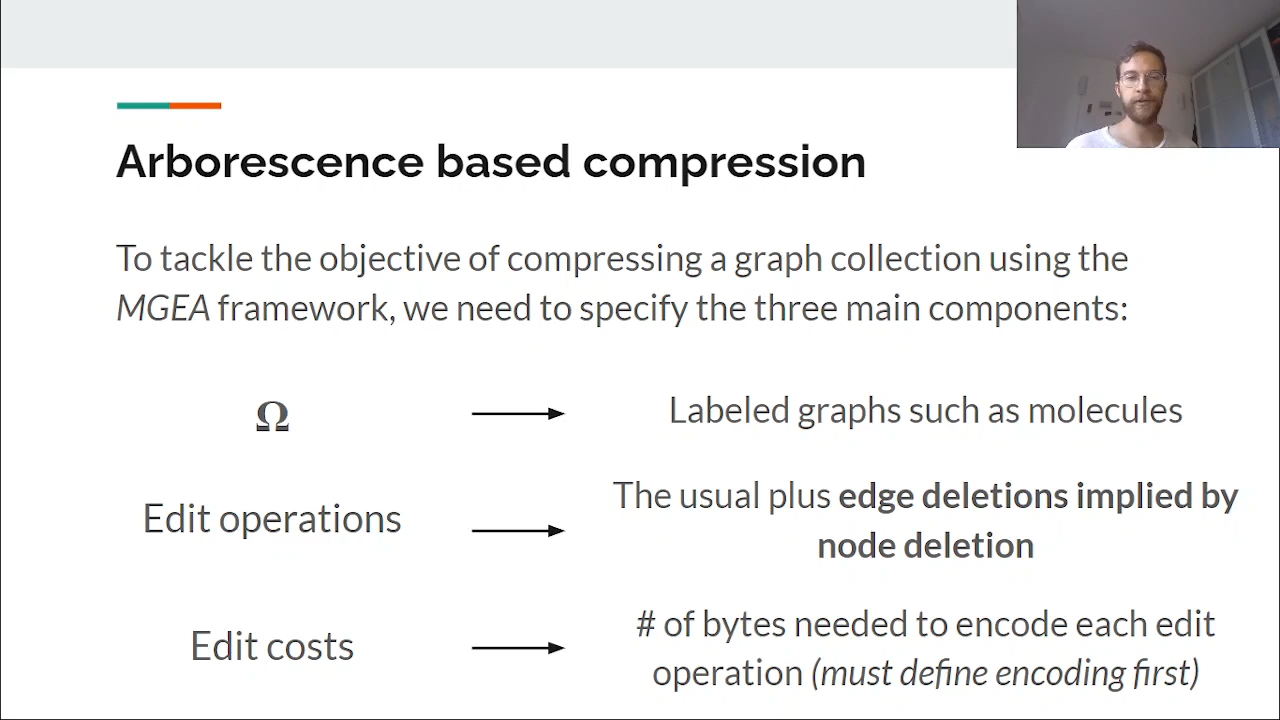 Arborescence based compression
To tackle the objective of compressing a graph collection using the
MGEA framework, we need to specify the three main components:
Ω
Labeled graphs such as molecules
Edit operations
The usual plus edge deletions implied by
node deletion
Edit costs
# of bytes needed to encode each edit
operation (must define encoding first)